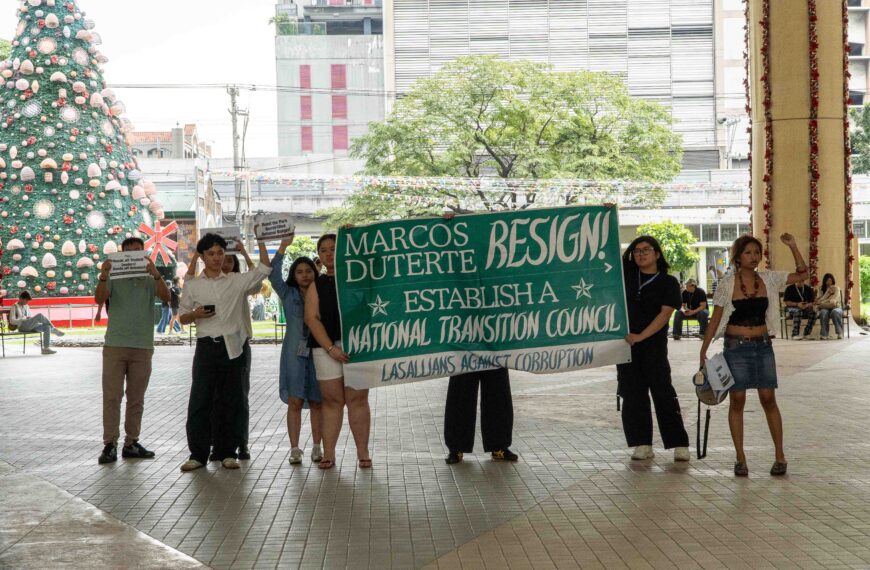 MARCOS
DUTERTE
RESIGN!
ESTABLISH A
NATIONAL TRANSITION COUNCIL
LASALLIANS AGAINST CORRUPTION